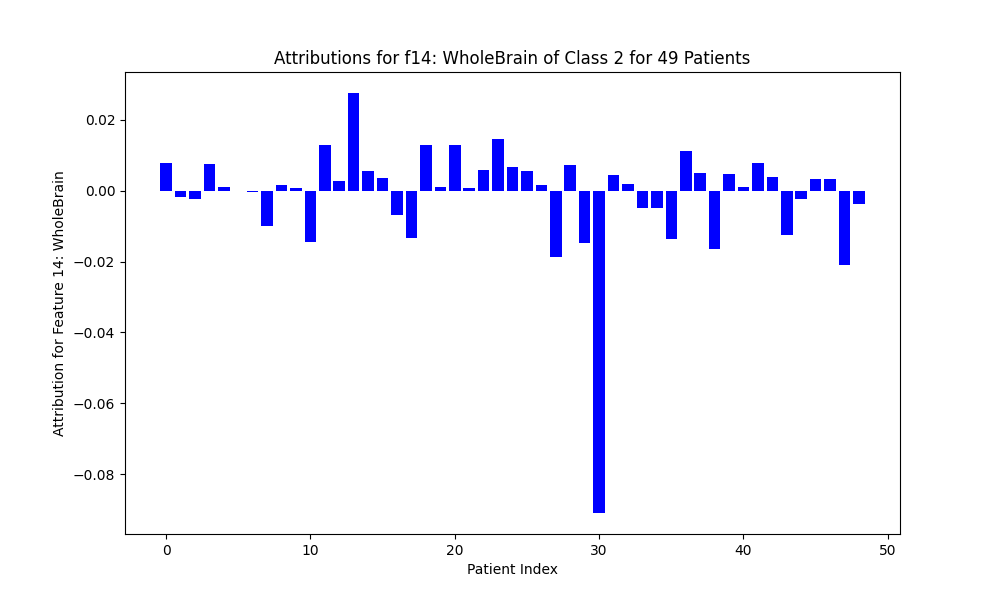 Attributions for f14: WholeBrain of Class 2 for 49 Patients
Attribution for Feature 14: WholeBrain
0.02
0.00
−0.02
−0.04
−0.06
−0.08
0 10 20 30 40 50
Patient Index